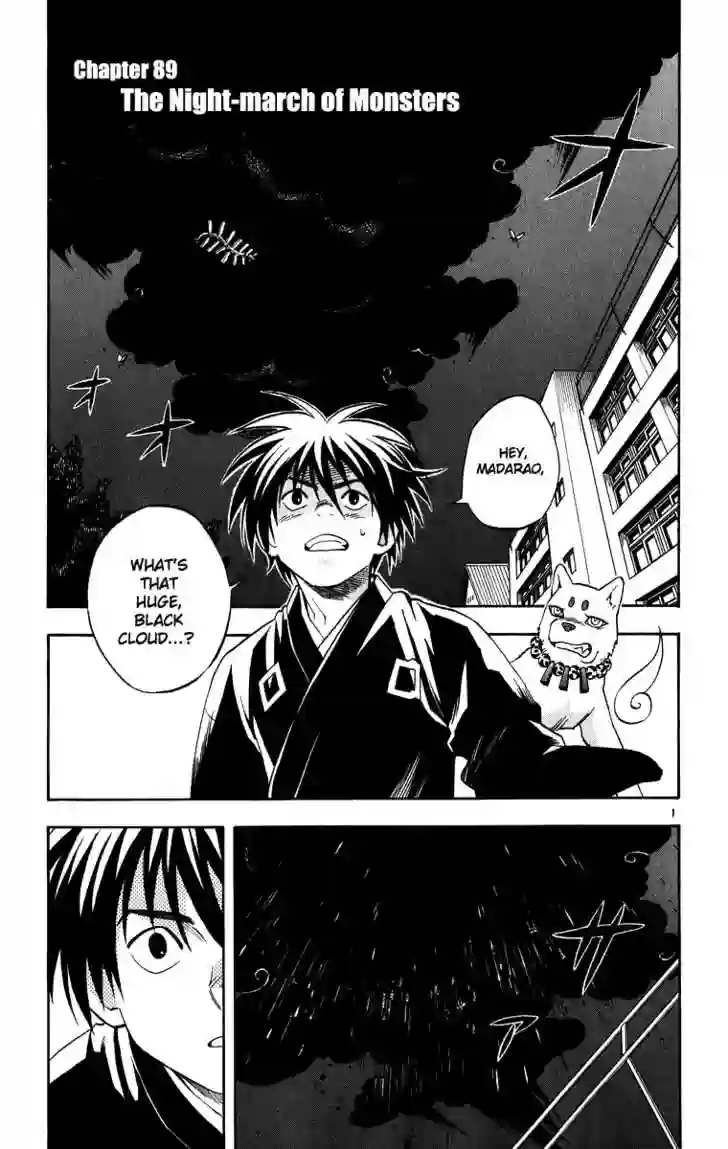 Chapter 89
The Night-march of Monsters
HEY,
MADARAO,
WHAT'S
THAT
HUGE,
BLACK
CLOUD...?
1